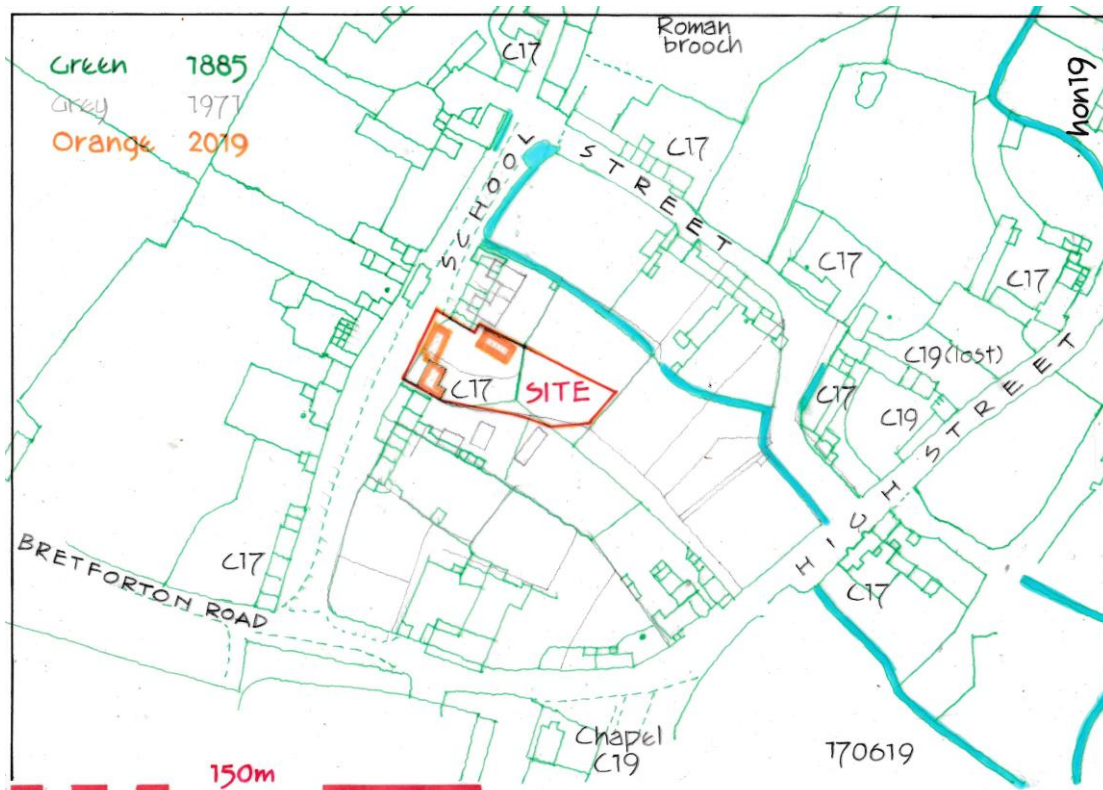 Green 1885
Grey 1971
Orange 2019
Roman
brooch
hon19
C17
C17
SCHOOL STREET
C17
C17
C19(lost)
C17
C19
C17
SITE
HIGH STREET
C17
BRETFORTON ROAD
C17
Chapel
C19
170619
150m